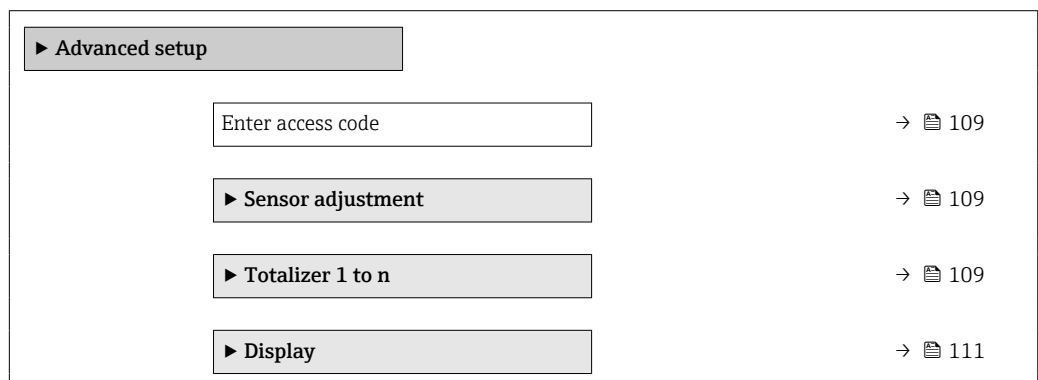 ▶ Advanced setup
Enter access code → 109
▶ Sensor adjustment → 109
▶ Totalizer 1 to n → 109
▶ Display → 111